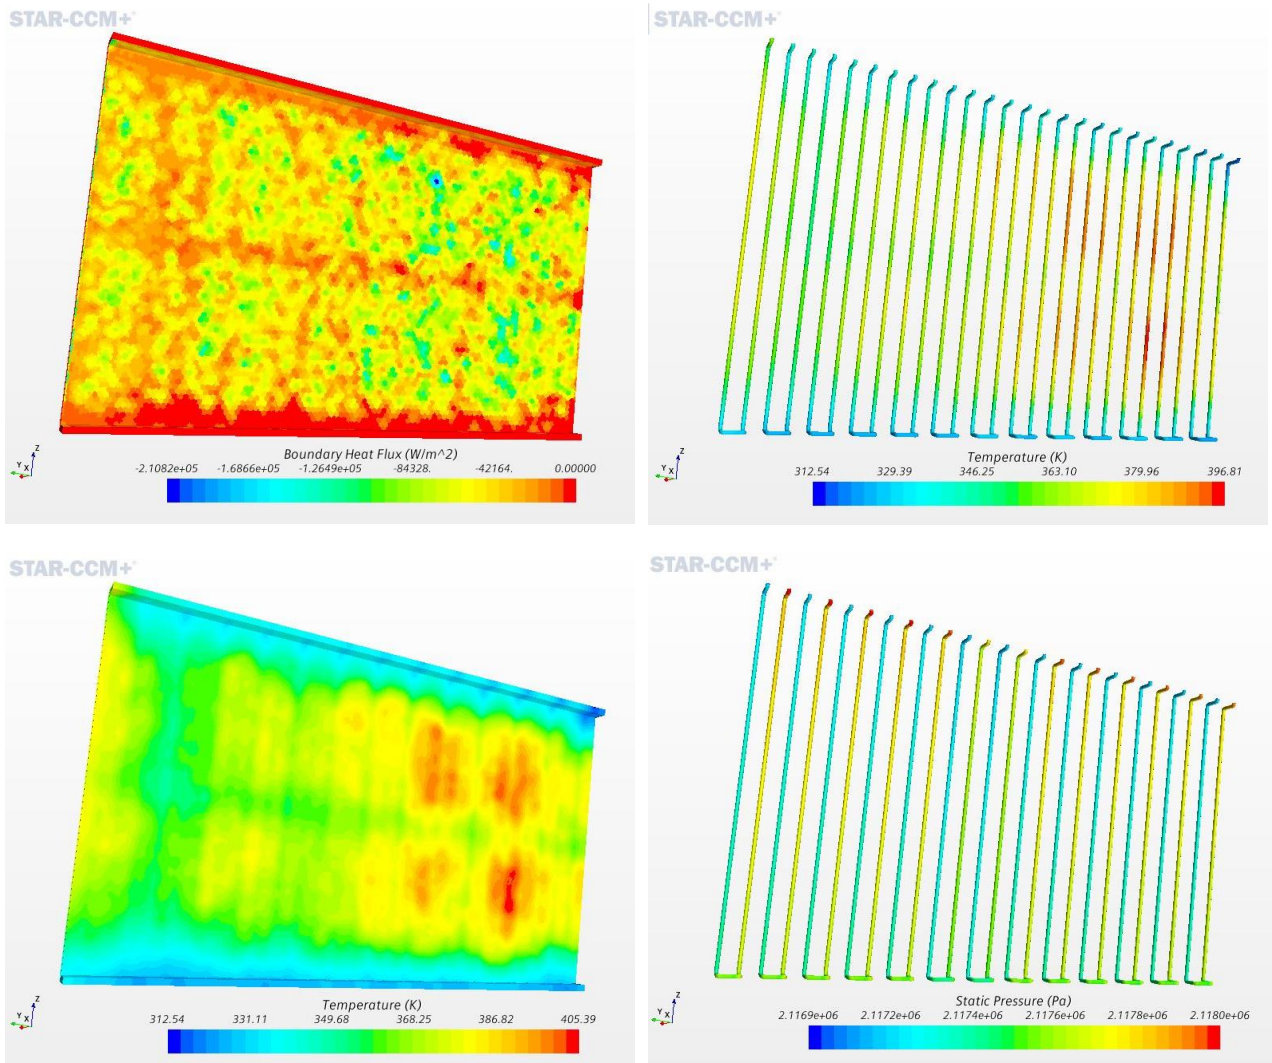 STAR-CCM+
Z
Y X
Boundary Heat Flux (W/m^2)
-2.1082e+05 -1.6866e+05 -1.2649e+05 -84328. -42164. 0.00000
STAR-CCM+
Z
Y X
Temperature (K)
312.54 329.39 346.25 363.10 379.96 396.81
STAR-CCM+
Z
Y X
Temperature (K)
312.54 331.11 349.68 368.25 386.82 405.39
STAR-CCM+
Z
Y X
Static Pressure (Pa)
2.1169e+06 2.1172e+06 2.1174e+06 2.1176e+06 2.1178e+06 2.1180e+06